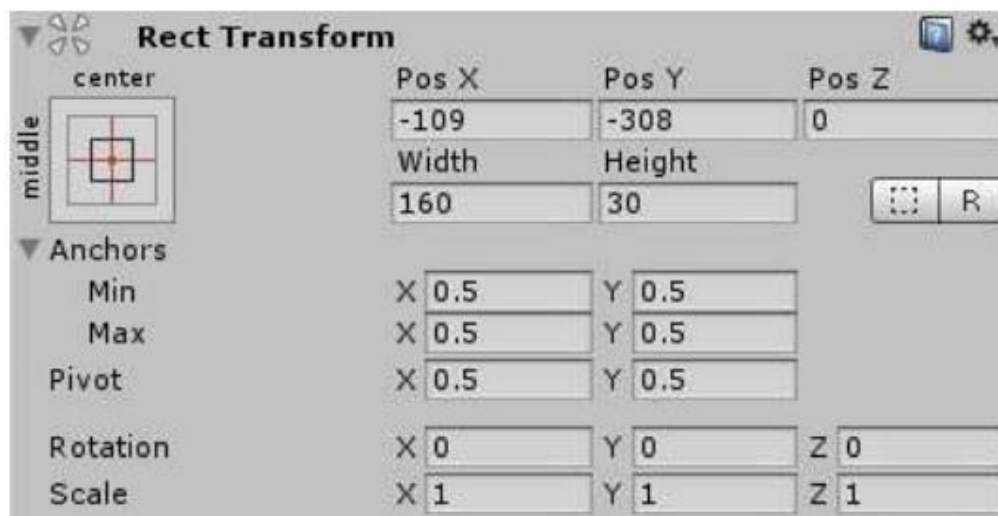 Rect Transform
center
middle
Pos X Pos Y Pos Z
-109 -308 0
Width Height
160 30
R
Anchors
Min X 0.5 Y 0.5
Max X 0.5 Y 0.5
Pivot X 0.5 Y 0.5
Rotation X 0 Y 0 Z 0
Scale X 1 Y 1 Z 1